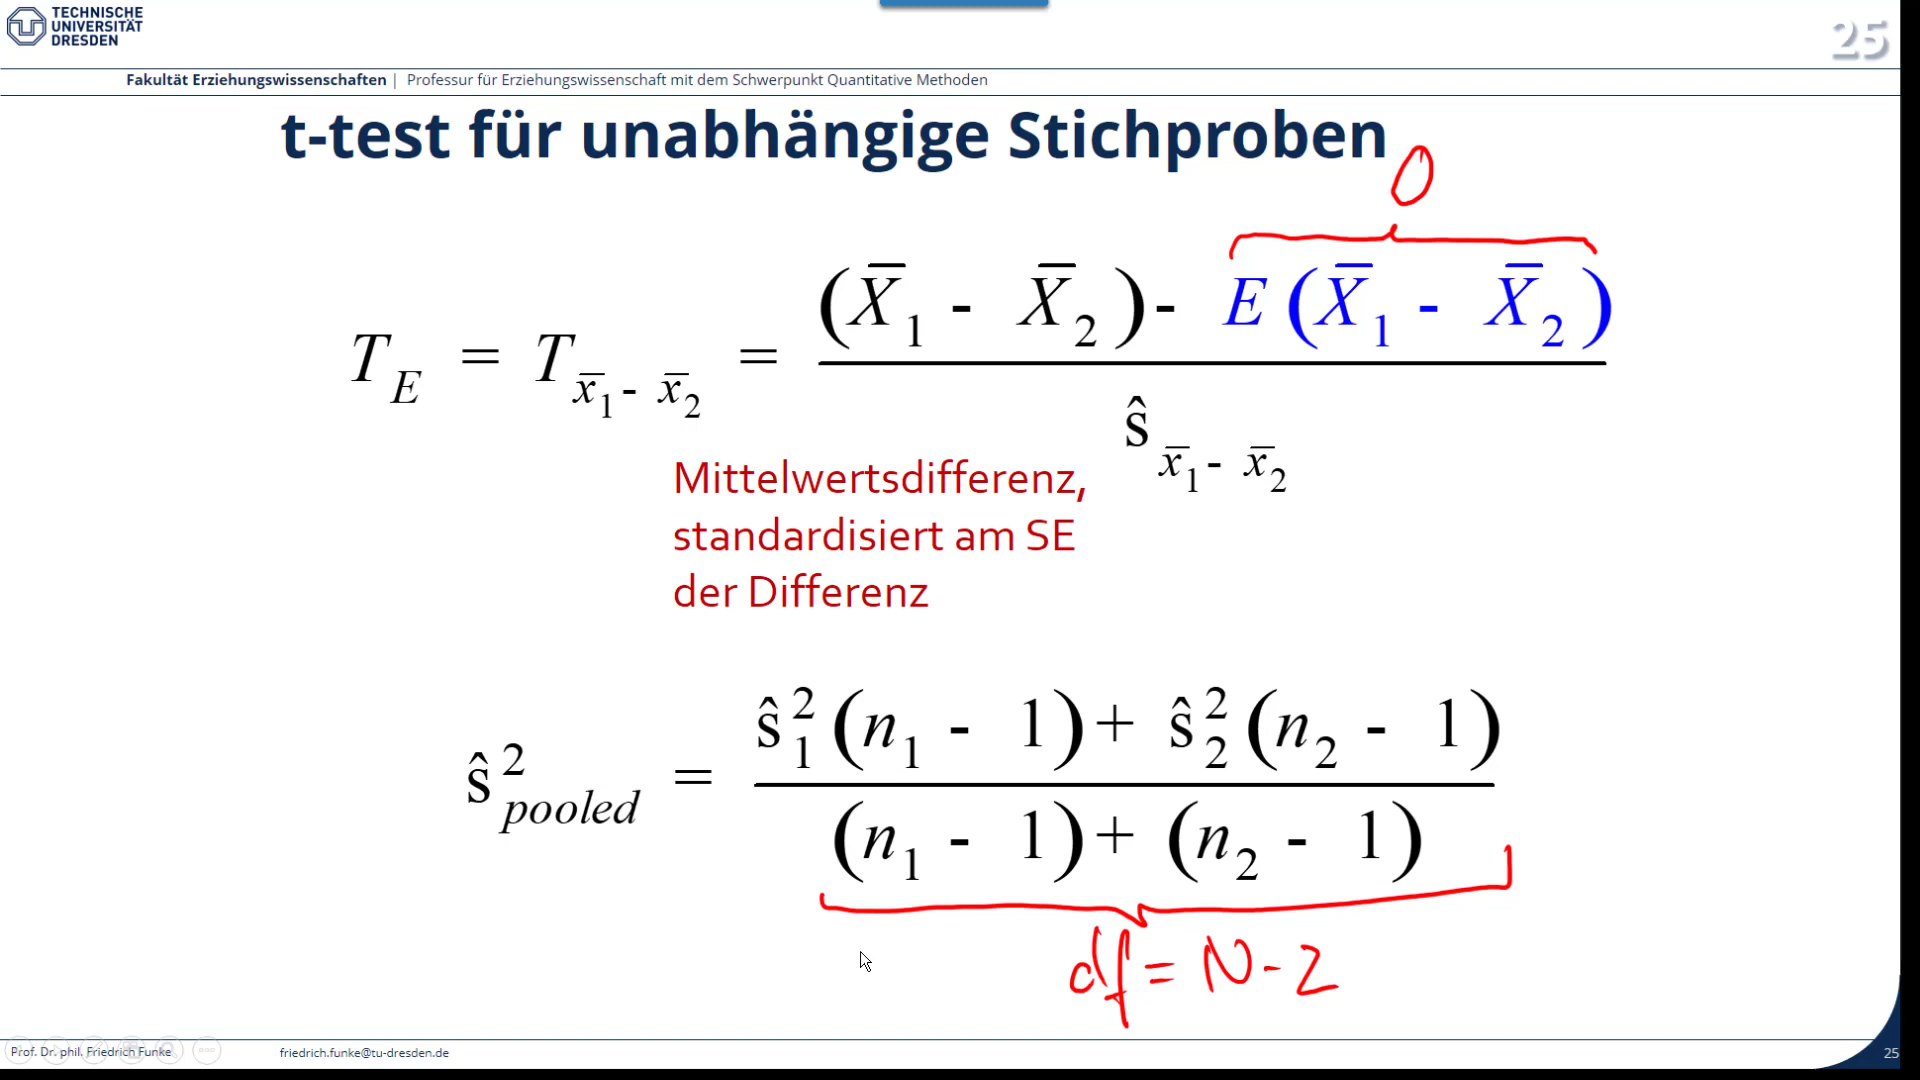 TECHNISCHE
UNIVERSITÄT
DRESDEN
25
Fakultät Erziehungswissenschaften | Professur für Erziehungswissenschaft mit dem Schwerpunkt Quantitative Methoden
t-test für unabhängige Stichproben
0
T_E = T_{x̄₁ - x̄₂} = ((X̄₁ - X̄₂) - E(X̄₁ - X̄₂)) / ŝ_{x̄₁ - x̄₂}
Mittelwertsdifferenz,
standardisiert am SE
der Differenz
ŝ²_{pooled} = (ŝ₁²(n₁ - 1) + ŝ₂²(n₂ - 1)) / ((n₁ - 1) + (n₂ - 1))
df = N - 2
Prof. Dr. phil. Friedrich Funke
friedrich.funke@tu-dresden.de
25